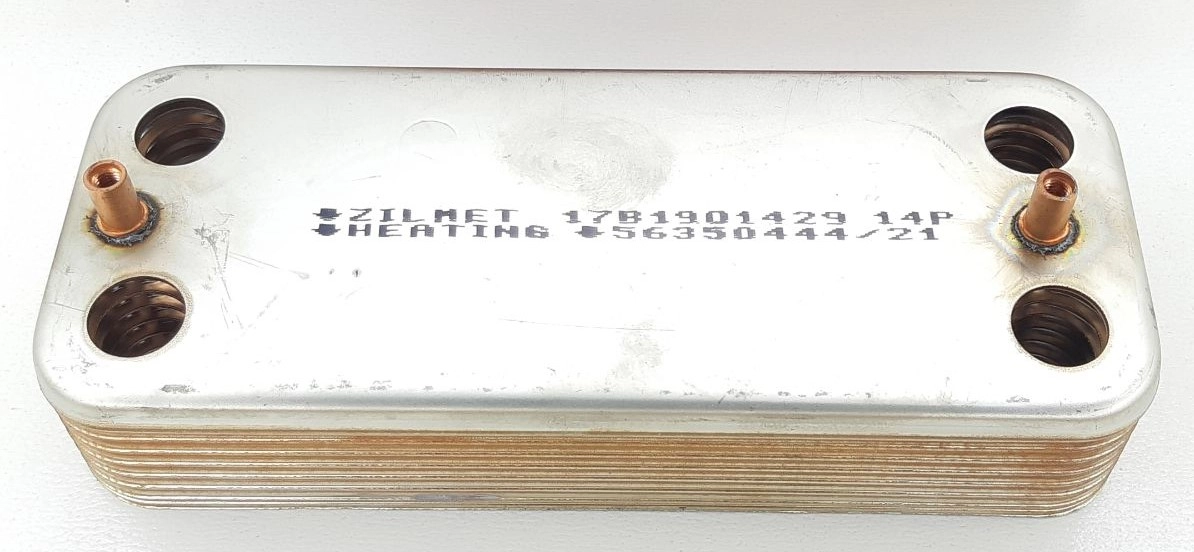 ZILMET 17B1901429 14P
HEATING 56350444/21